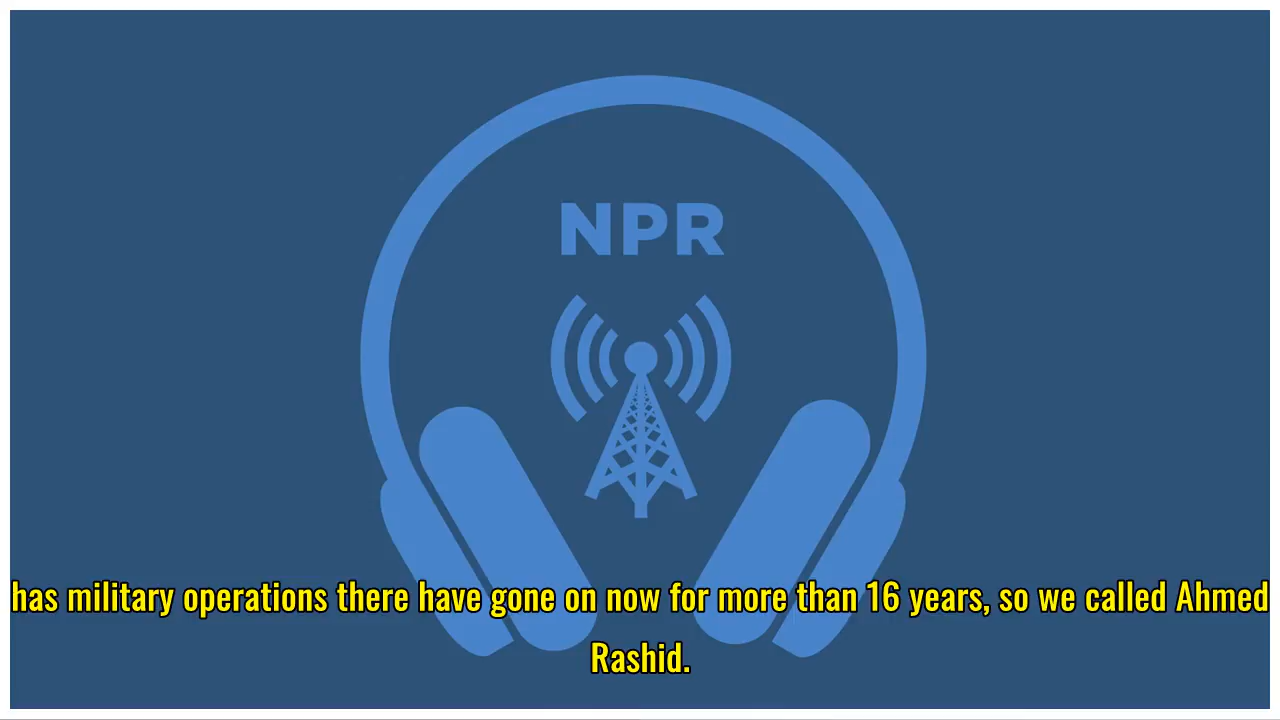 NPR
has military operations there have gone on now for more than 16 years, so we called Ahmed
Rashid.